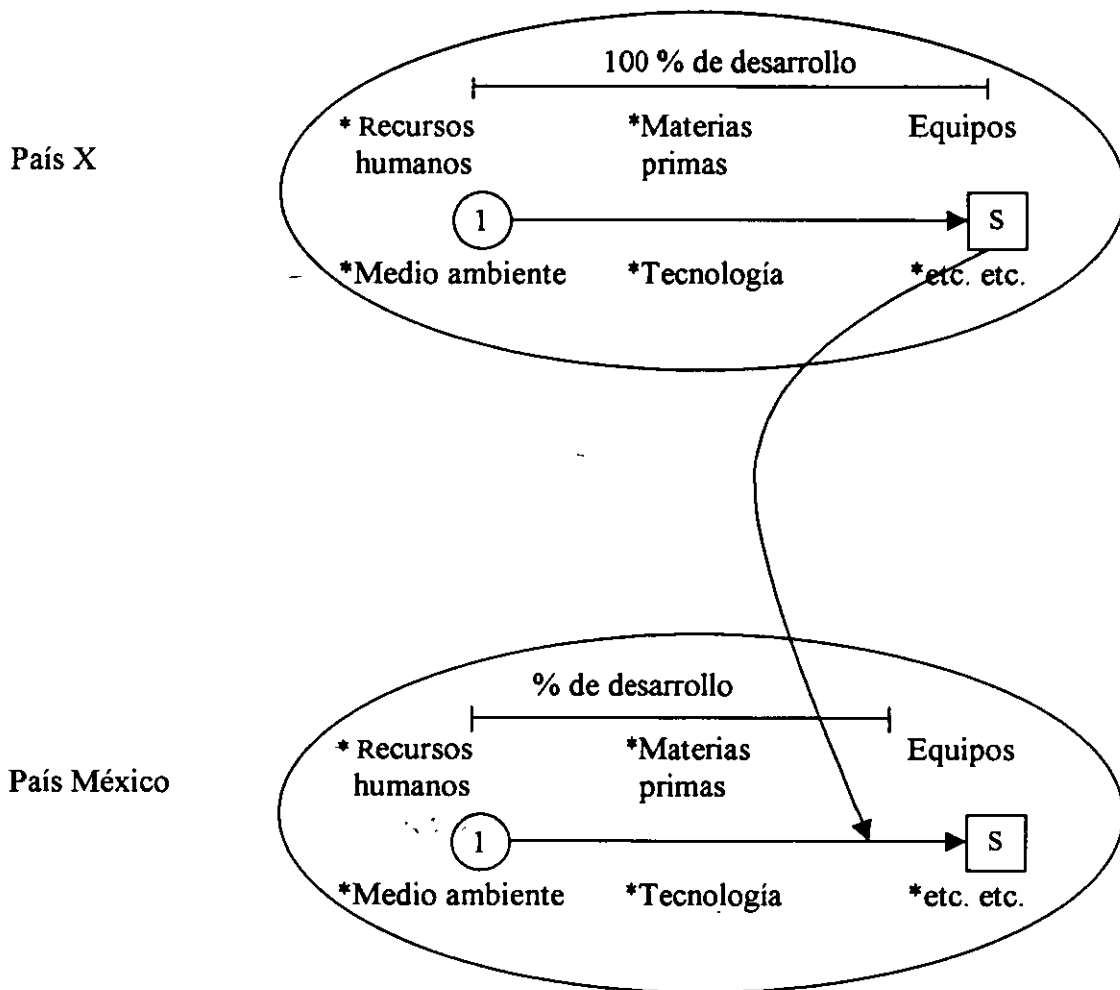 100 % de desarrollo
* Recursos humanos
*Materias primas
Equipos
País X
1
S
*Medio ambiente
*Tecnología
*etc. etc.
% de desarrollo
* Recursos humanos
*Materias primas
Equipos
País México
1
S
*Medio ambiente
*Tecnología
*etc. etc.